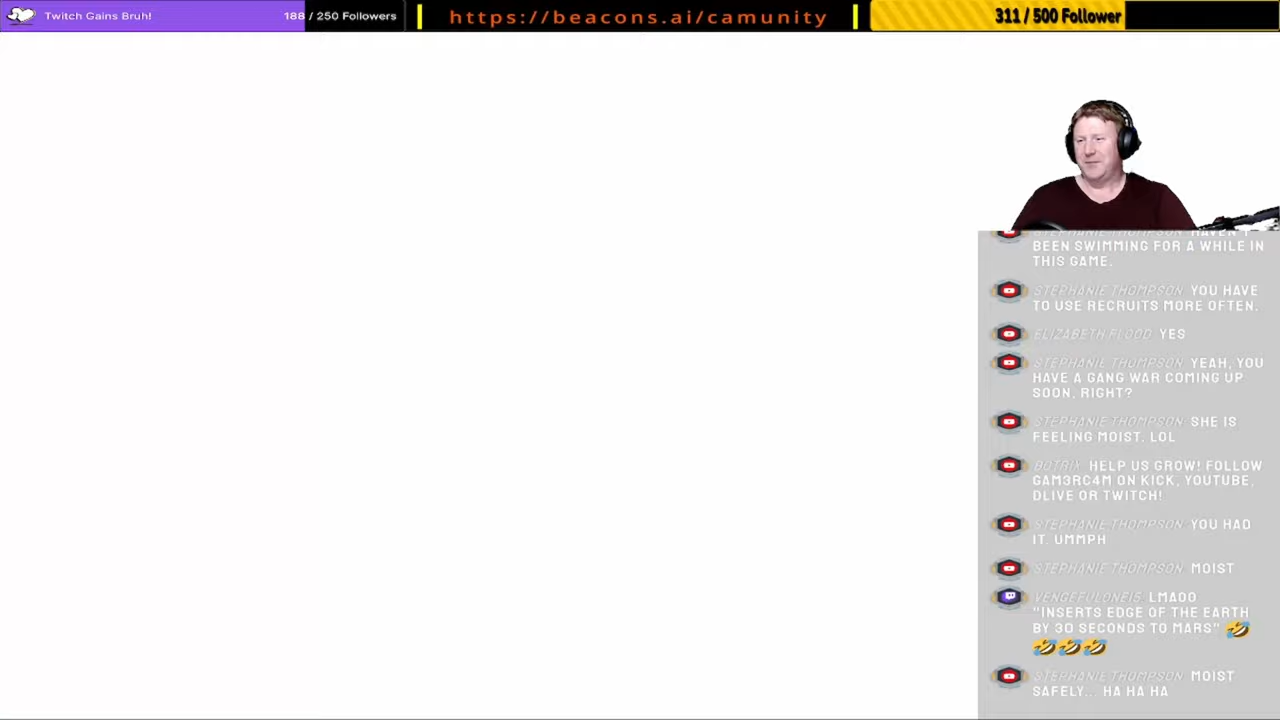 Twitch Gains Bruh!
188 / 250 Followers
https://beacons.ai/camunity
311 / 500 Follower
STEPHANIE THOMPSON: HAVEN'T
BEEN SWIMMING FOR A WHILE IN
THIS GAME.
STEPHANIE THOMPSON: YOU HAVE
TO USE RECRUITS MORE OFTEN.
ELIZABETH FLOOD: YES
STEPHANIE THOMPSON: YEAH, YOU
HAVE A GANG WAR COMING UP
SOON, RIGHT?
STEPHANIE THOMPSON: SHE IS
FEELING MOIST. LOL
BOTRIX: HELP US GROW! FOLLOW
GAM3RC4M ON KICK, YOUTUBE,
DLIVE OR TWITCH!
STEPHANIE THOMPSON: YOU HAD
IT. UMMPH
STEPHANIE THOMPSON: MOIST
VENGEFULONE15: LMAOO
"INSERTS EDGE OF THE EARTH
BY 30 SECONDS TO MARS" 🤣
🤣🤣🤣
STEPHANIE THOMPSON: MOIST
SAFELY... HA HA HA